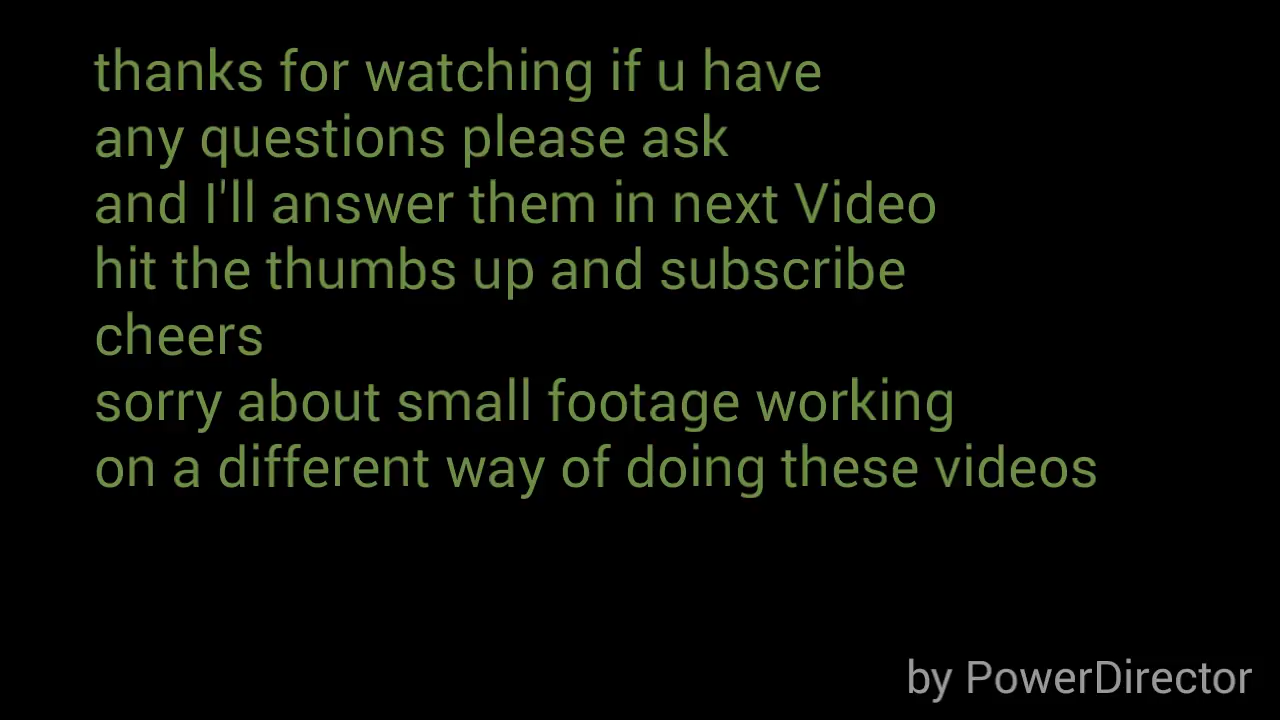 thanks for watching if u have
any questions please ask
and I'll answer them in next Video
hit the thumbs up and subscribe
cheers
sorry about small footage working
on a different way of doing these videos
by PowerDirector